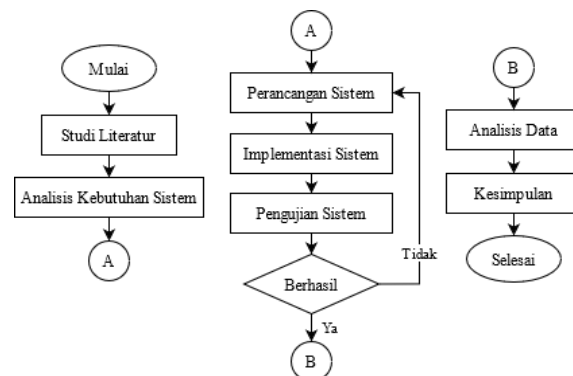 Mulai
Studi Literatur
Analisis Kebutuhan Sistem
A
A
Perancangan Sistem
Implementasi Sistem
Pengujian Sistem
Berhasil
Tidak
Ya
B
B
Analisis Data
Kesimpulan
Selesai